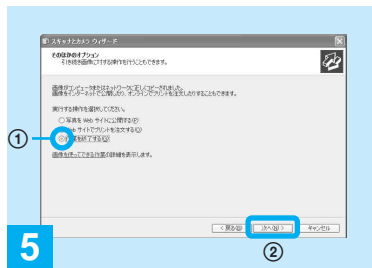 スキャナとカメラ ウィザード
そのほかのオプション
引き続き画像に対する操作を行うこともできます。
画像がコンピュータまたはネットワークに正しくコピーされました。
画像をインターネットで公開したり、オンラインでプリントを注文したりすることもできます。
実行する操作を選択してください。
写真を Web サイトに公開する(P)
Web サイトでプリントを注文する(O)
①
作業を終了する(D)
画像を使ってできる作業の詳細を表示します。
< 戻る(B) 次へ(N) > キャンセル
5 ②